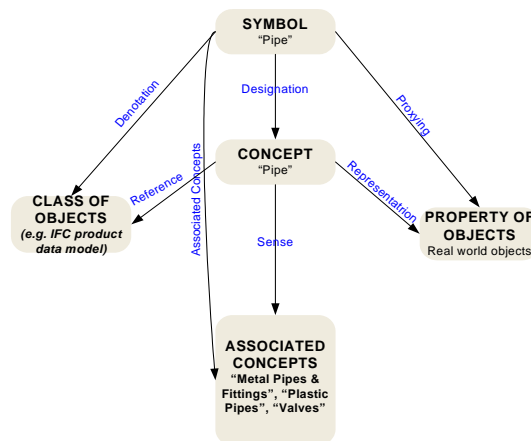 SYMBOL
“Pipe”
Denotation
Designation
Proxying
CONCEPT
“Pipe”
Reference
Associated Concepts
Representatrion
CLASS OF
OBJECTS
(e.g. IFC product
data model)
PROPERTY OF
OBJECTS
Real world objects
Sense
ASSOCIATED
CONCEPTS
“Metal Pipes &
Fittings”, “Plastic
Pipes”, “Valves”